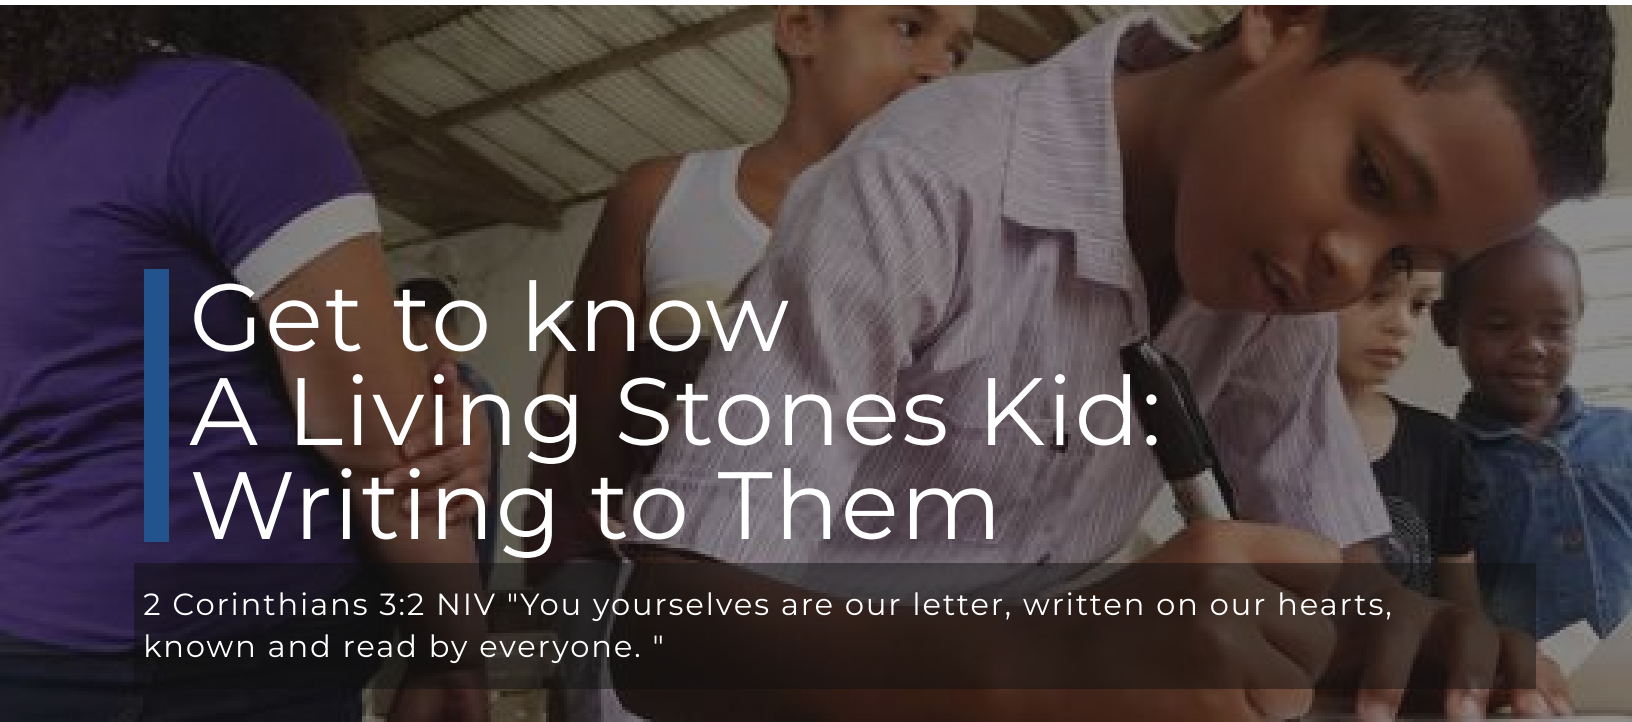 Get to know
A Living Stones Kid:
Writing to Them
2 Corinthians 3:2 NIV "You yourselves are our letter, written on our hearts,
known and read by everyone. "